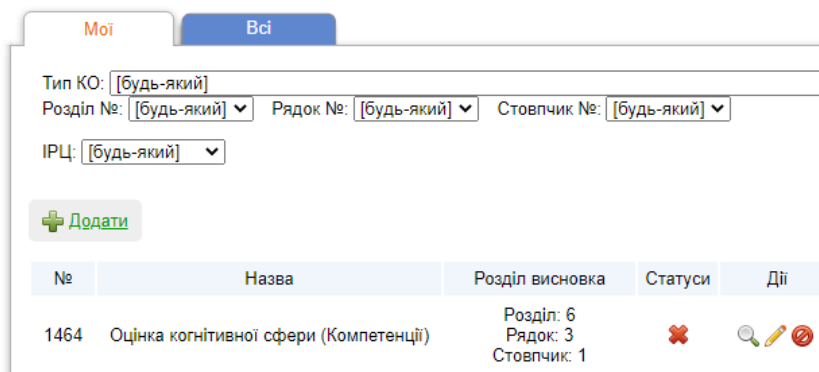 Мої Всі
Тип КО: [будь-який]
Розділ №: [будь-який] Рядок №: [будь-який] Стовпчик №: [будь-який]
ІРЦ: [будь-який]
Додати
№ Назва Розділ висновка Статуси Дії
1464 Оцінка когнітивної сфери (Компетенції) Розділ: 6
Рядок: 3
Стовпчик: 1